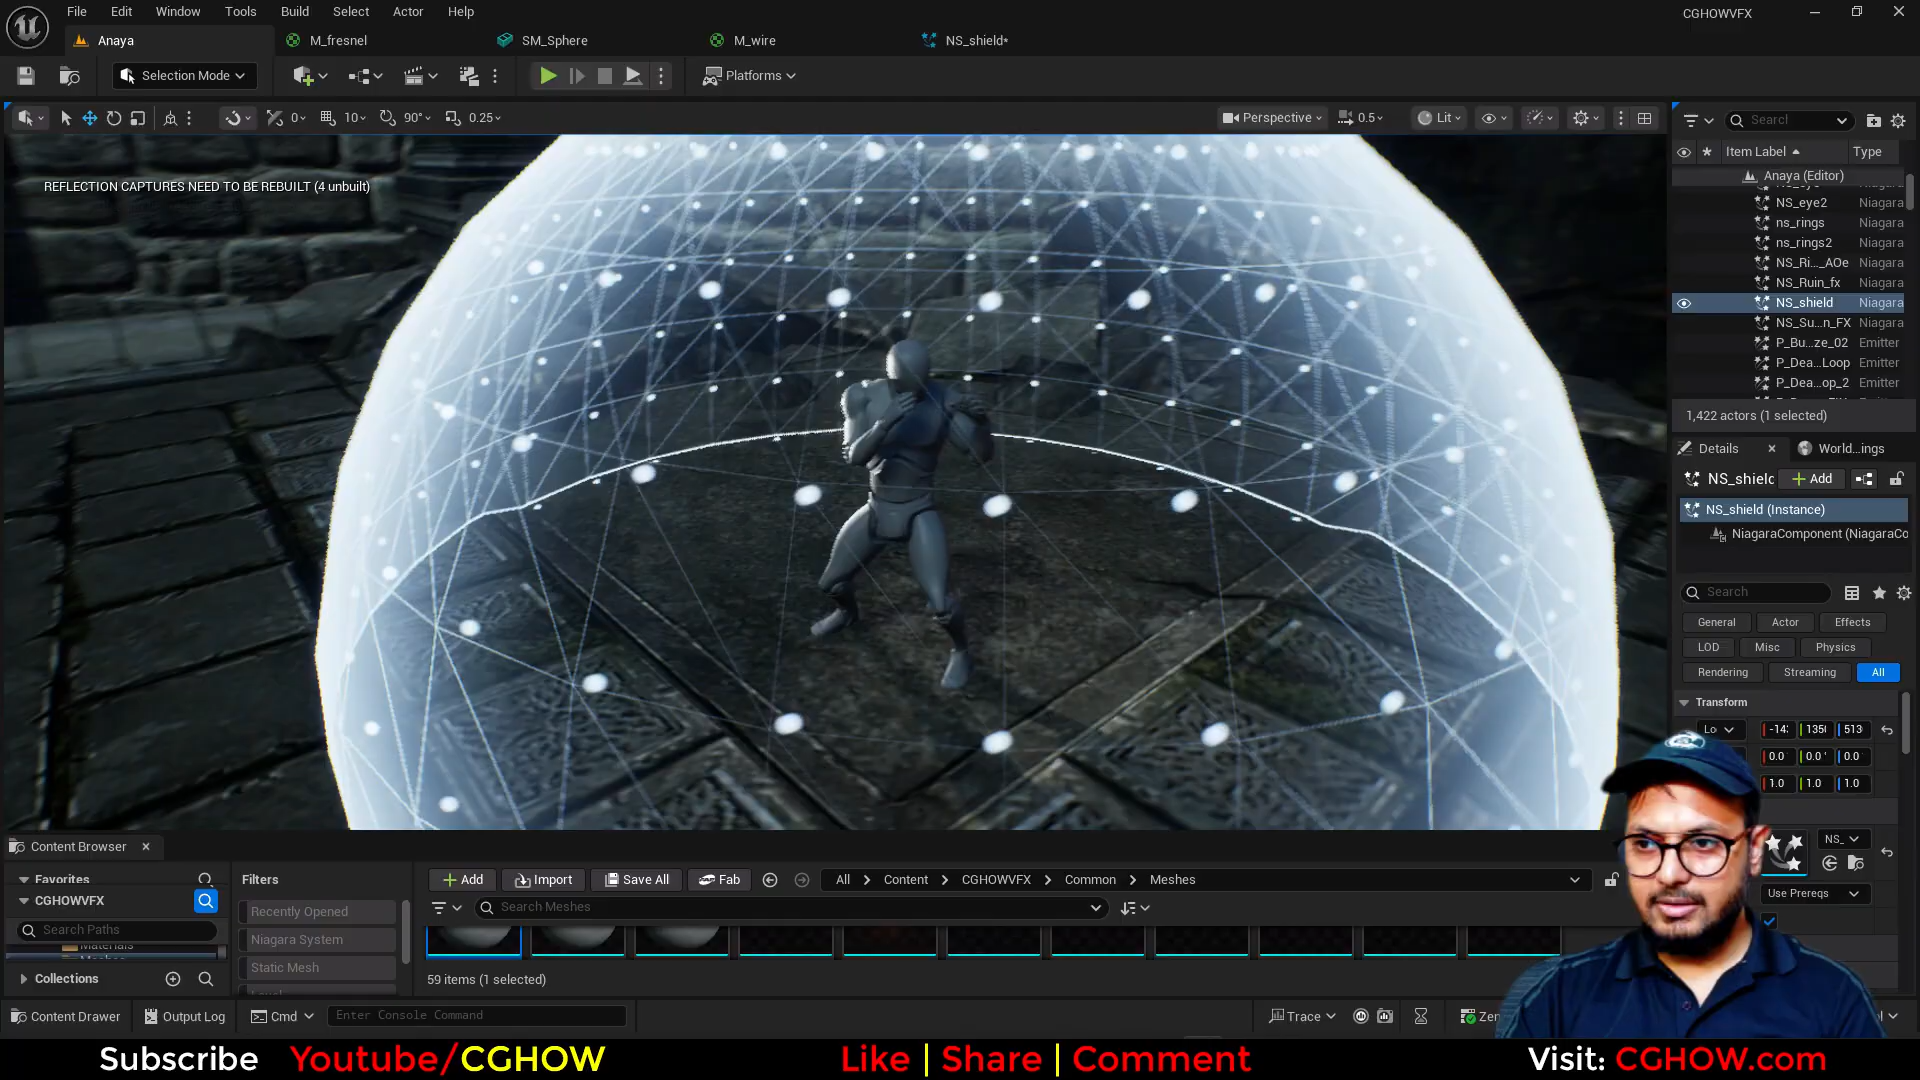 File Edit Window Tools Build Select Actor Help
CGHOWVFX
Anaya
M_fresnel
SM_Sphere
M_wire
NS_shield*
Selection Mode
Platforms
0
10
90°
0.25
Perspective
0.5
Lit
REFLECTION CAPTURES NEED TO BE REBUILT (4 unbuilt)
Item Label
Type
Anaya (Editor)
NS_eye2 Niagara
ns_rings Niagara
ns_rings2 Niagara
NS_Ri..._AOe Niagara
NS_Ruin_fx Niagara
NS_shield Niagara
NS_Su...n_FX Niagara
P_Bu...ze_02 Emitter
P_Dea...Loop Emitter
P_Dea...op_2 Emitter
1,422 actors (1 selected)
Details
World...ings
NS_shield
Add
NS_shield (Instance)
NiagaraComponent (NiagaraCo
Search
General Actor Effects
LOD Misc Physics
Rendering Streaming All
Transform
Lo -14 135 513
0.0 0.0 0.0
1.0 1.0 1.0
NS_
Use Prereqs
Content Browser
Favorites
CGHOWVFX
Search Paths
Collections
Filters
Recently Opened
Niagara System
Static Mesh
Add
Import
Save All
Fab
All > Content > CGHOWVFX > Common > Meshes
Search Meshes
59 items (1 selected)
Content Drawer
Output Log
Cmd
Enter Console Command
Trace
Zen
Subscribe Youtube/CGHOW
Like | Share | Comment
Visit: CGHOW.com